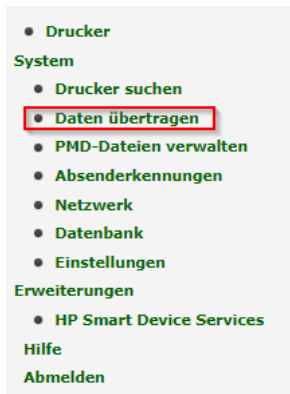 Drucker
System
Drucker suchen
Daten übertragen
PMD-Dateien verwalten
Absenderkennungen
Netzwerk
Datenbank
Einstellungen
Erweiterungen
HP Smart Device Services
Hilfe
Abmelden